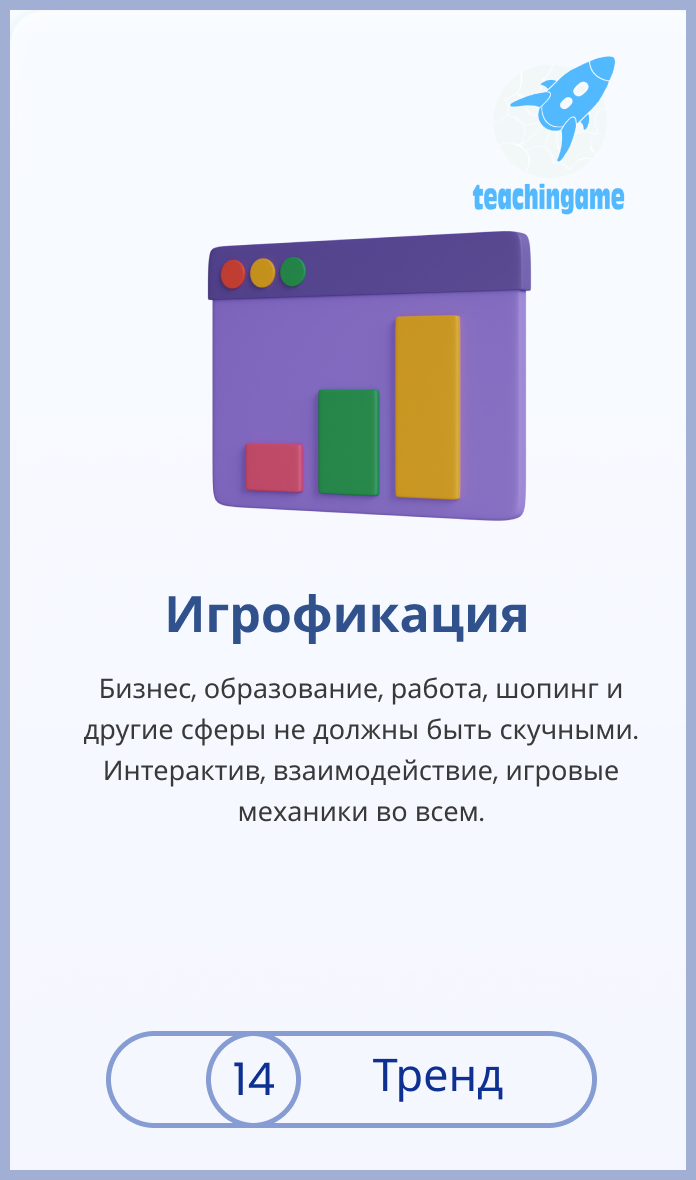 teachingame
Игрофикация
Бизнес, образование, работа, шопинг и
другие сферы не должны быть скучными.
Интерактив, взаимодействие, игровые
механики во всем.
14 Тренд